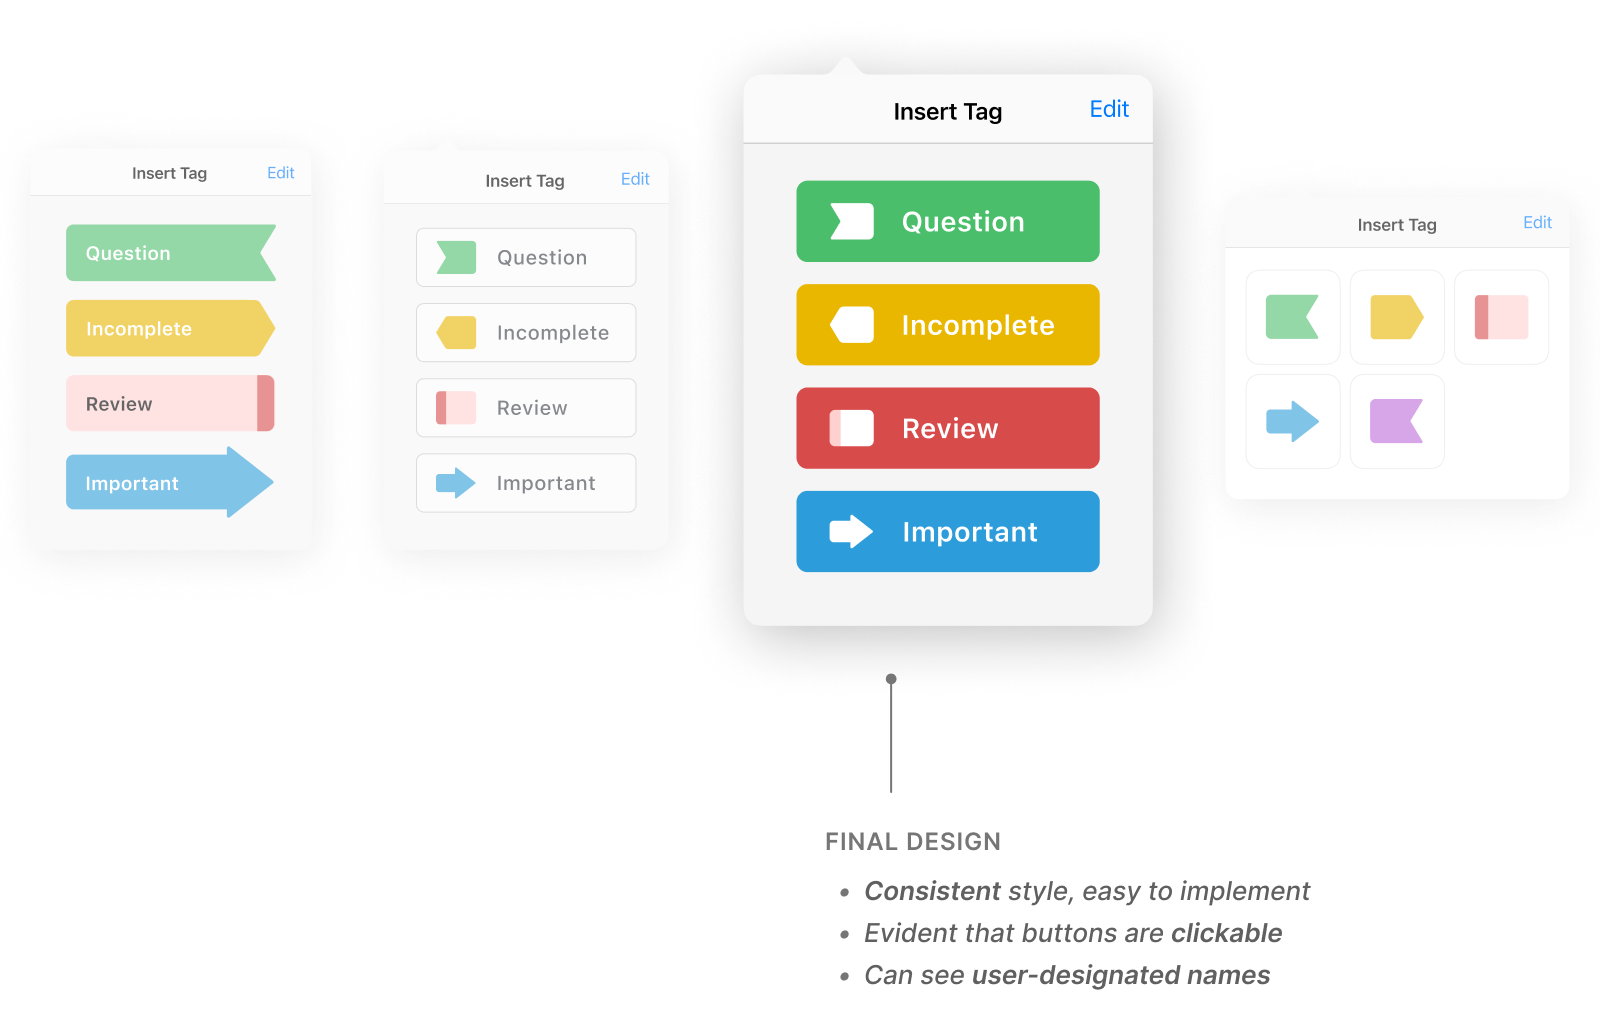 Insert Tag
Edit
Question
Incomplete
Review
Important
Insert Tag
Edit
Question
Incomplete
Review
Important
Insert Tag
Edit
Question
Incomplete
Review
Important
Insert Tag
Edit
FINAL DESIGN
• Consistent style, easy to implement
• Evident that buttons are clickable
• Can see user-designated names